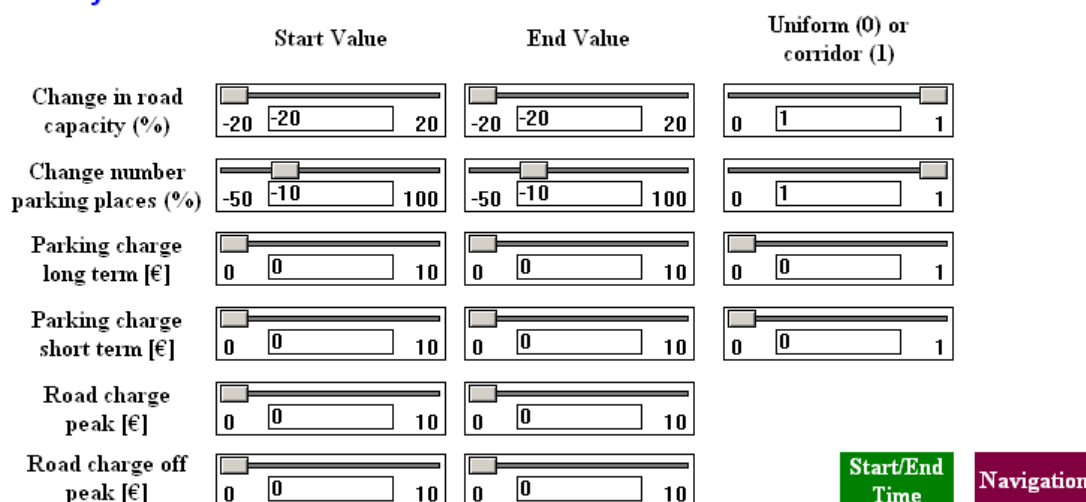 Start Value End Value Uniform (0) or
corridor (1)
Change in road
capacity (%) -20 -20 20 -20 -20 20 0 1 1
Change number
parking places (%) -50 -10 100 -50 -10 100 0 1 1
Parking charge
long term [€] 0 0 10 0 0 10 0 0 1
Parking charge
short term [€] 0 0 10 0 0 10 0 0 1
Road charge
peak [€] 0 0 10 0 0 10
Road charge off
peak [€] 0 0 10 0 0 10
Start/End
Time
Navigation